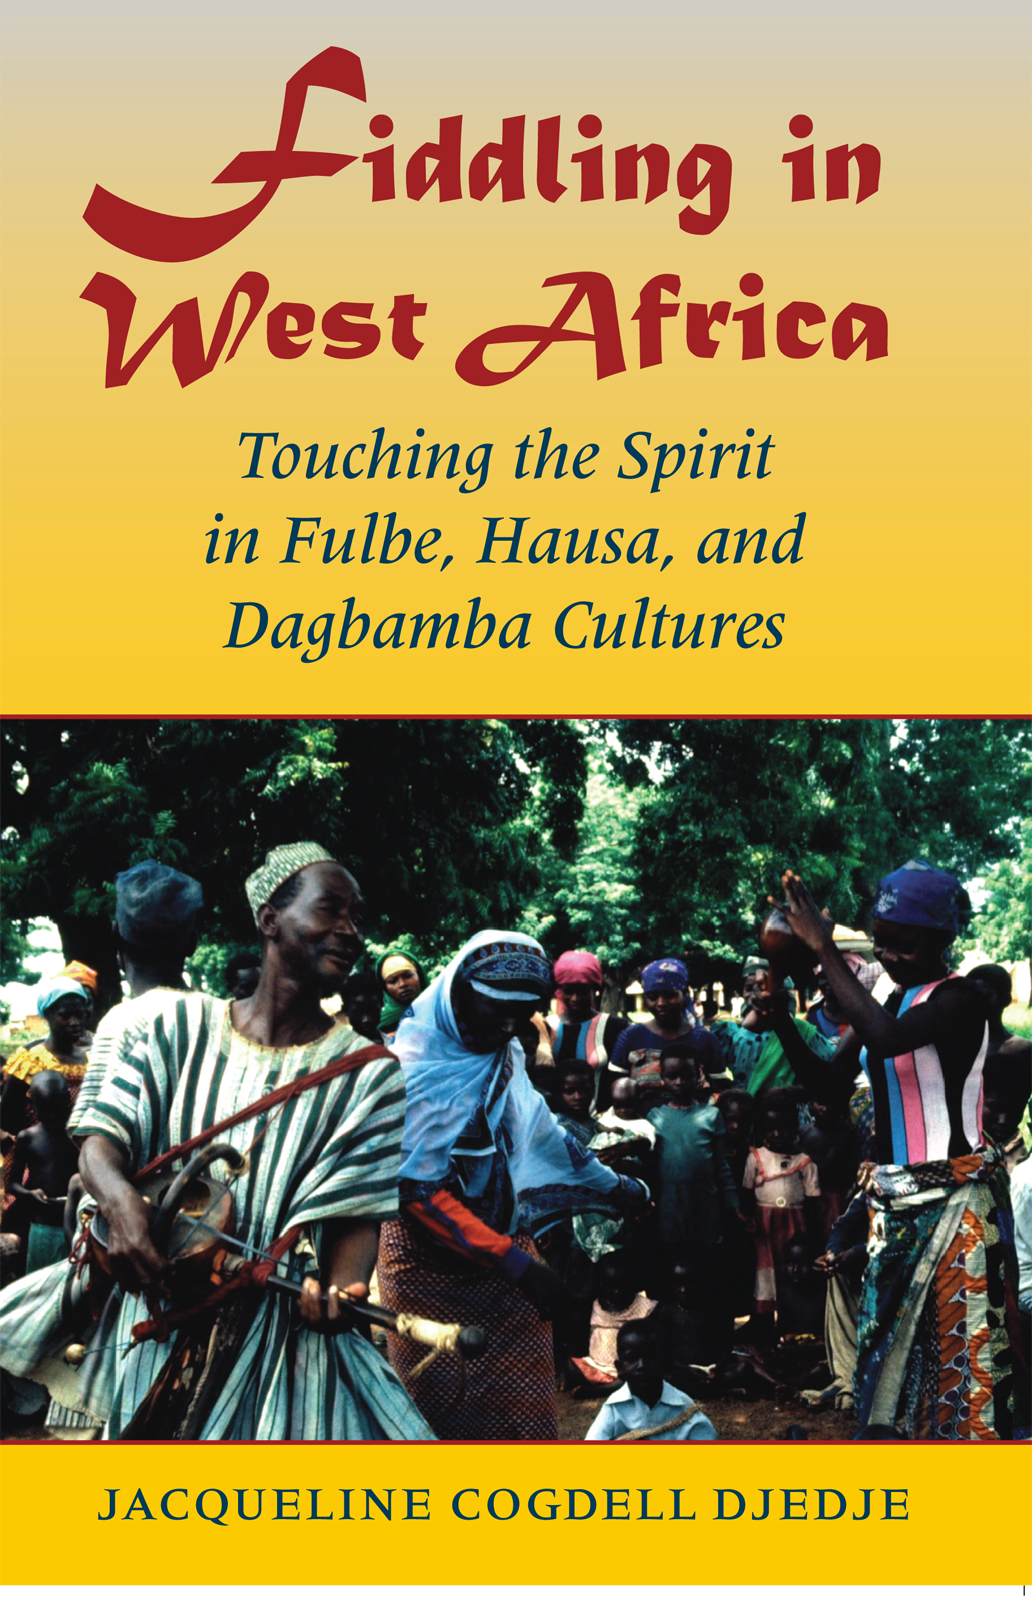 Fiddling in
West Africa
Touching the Spirit
in Fulbe, Hausa, and
Dagbamba Cultures
JACQUELINE COGDELL DJEDJE